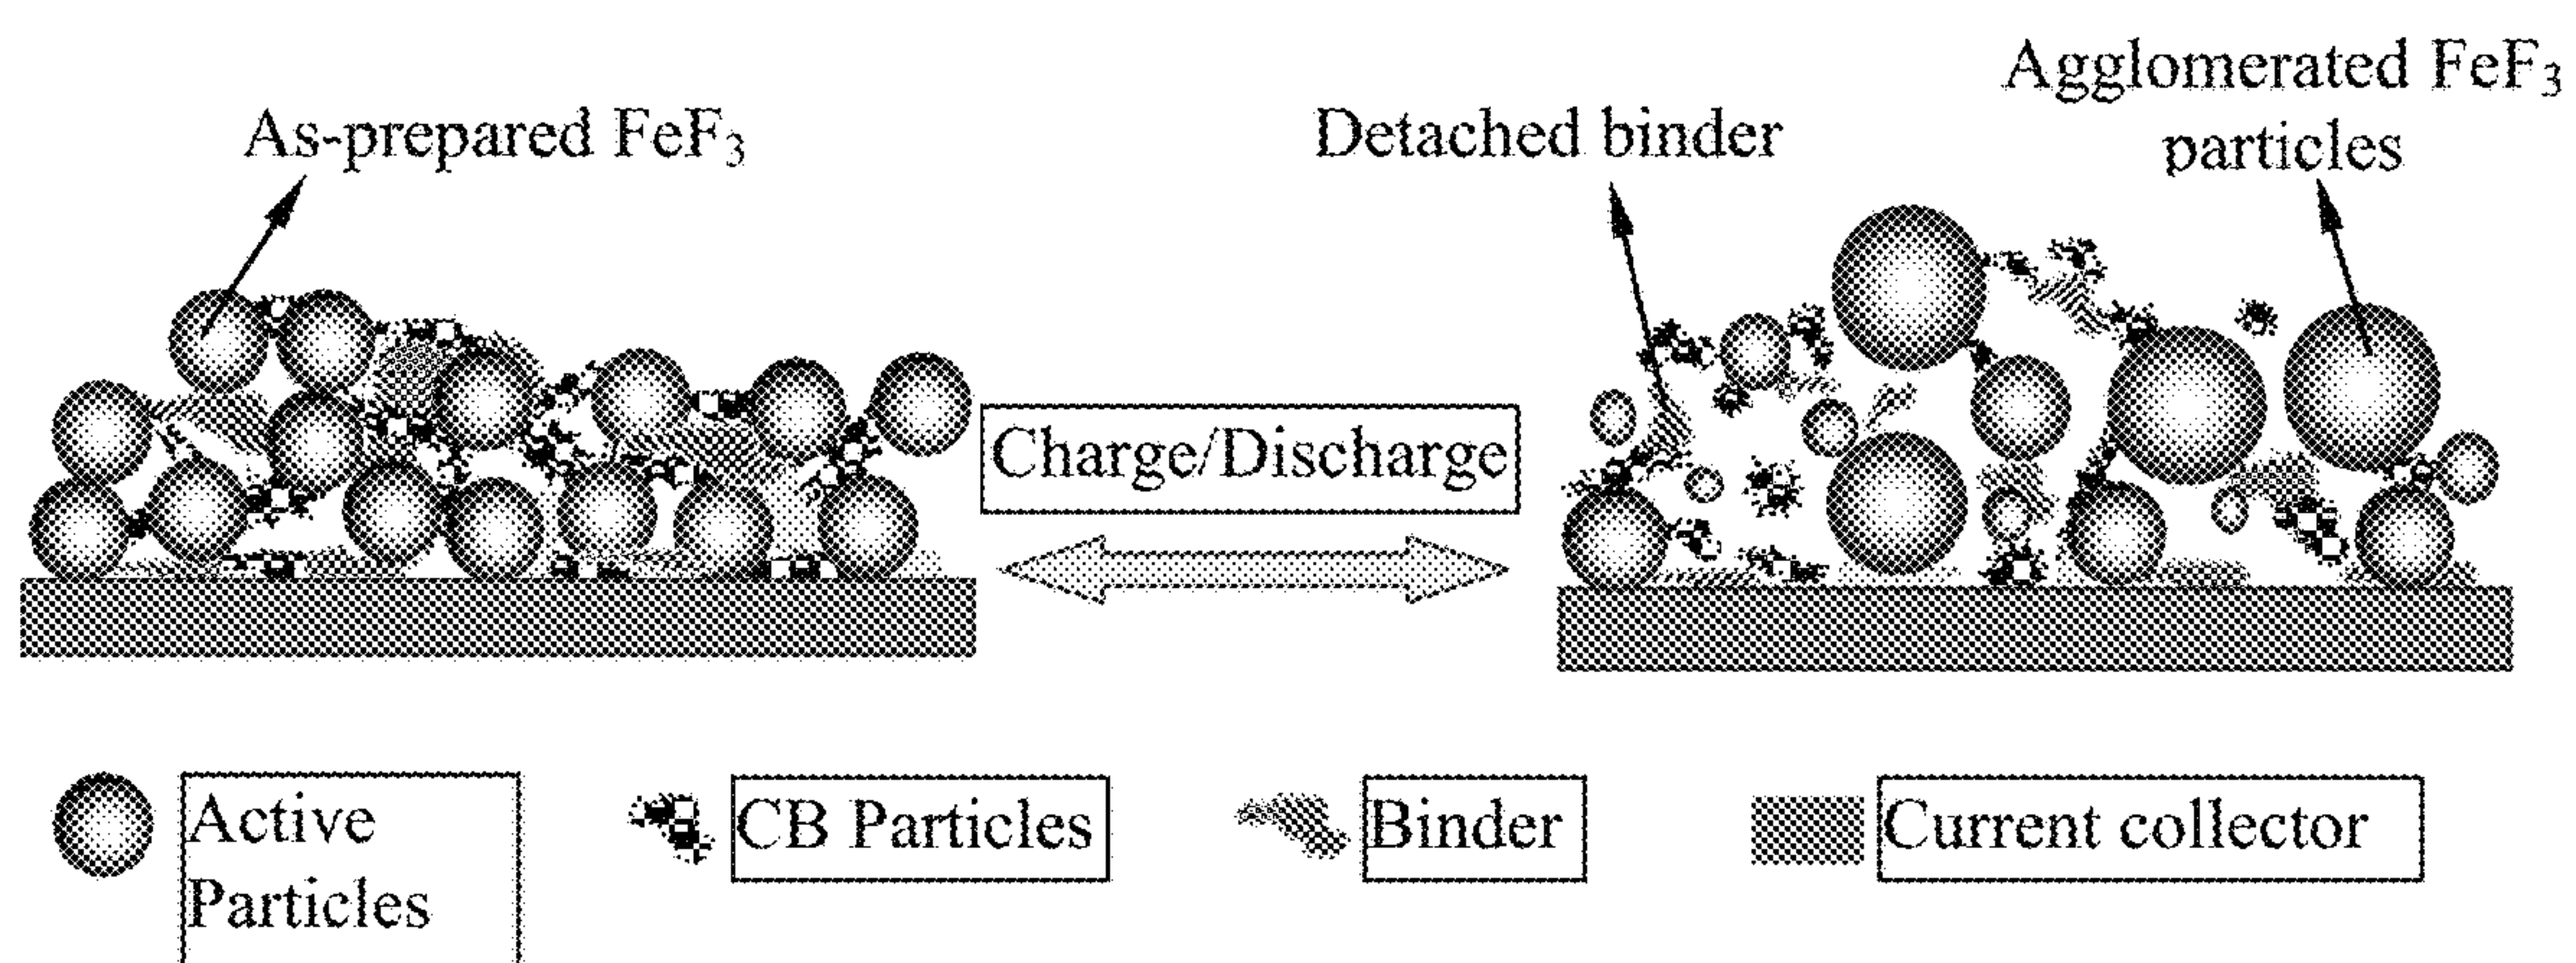 As-prepared FeF₃
Detached binder
Agglomerated FeF₃
particles
Charge/Discharge
Active
Particles
CB Particles
Binder
Current collector